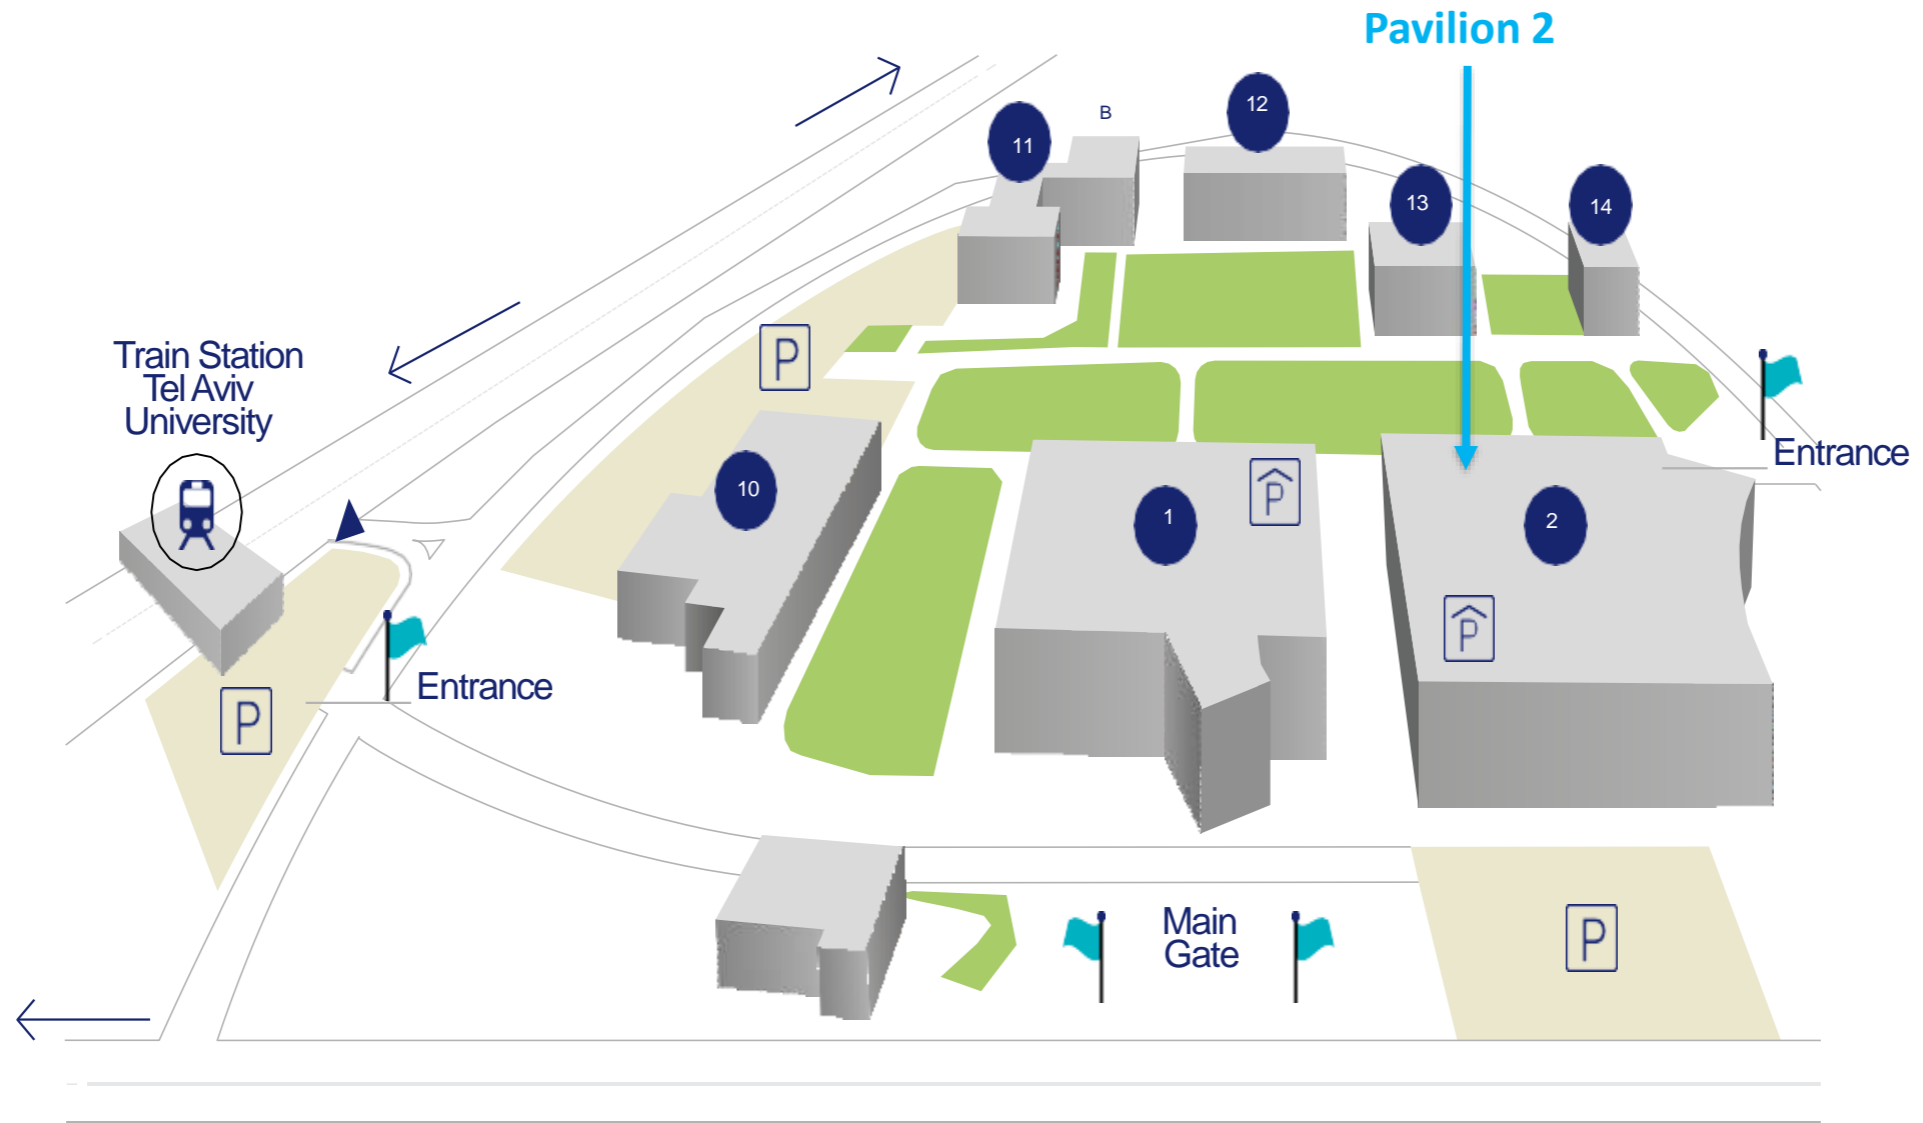 Pavilion 2
12
B
11
13
14
P
Train Station
Tel Aviv
University
Entrance
10
P
1
2
P
Entrance
P
Main
Gate
P